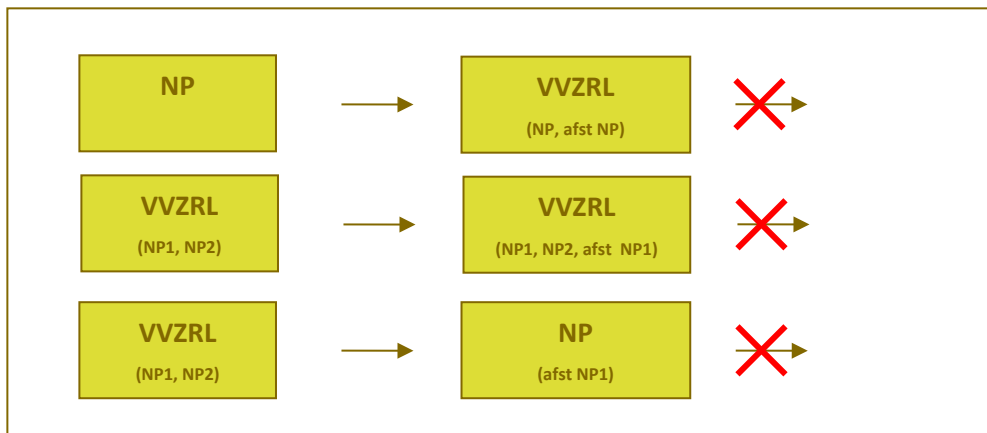 NP
VVZRL
(NP, afst NP)
VVZRL
(NP1, NP2)
VVZRL
(NP1, NP2, afst  NP1)
VVZRL
(NP1, NP2)
NP
(afst NP1)